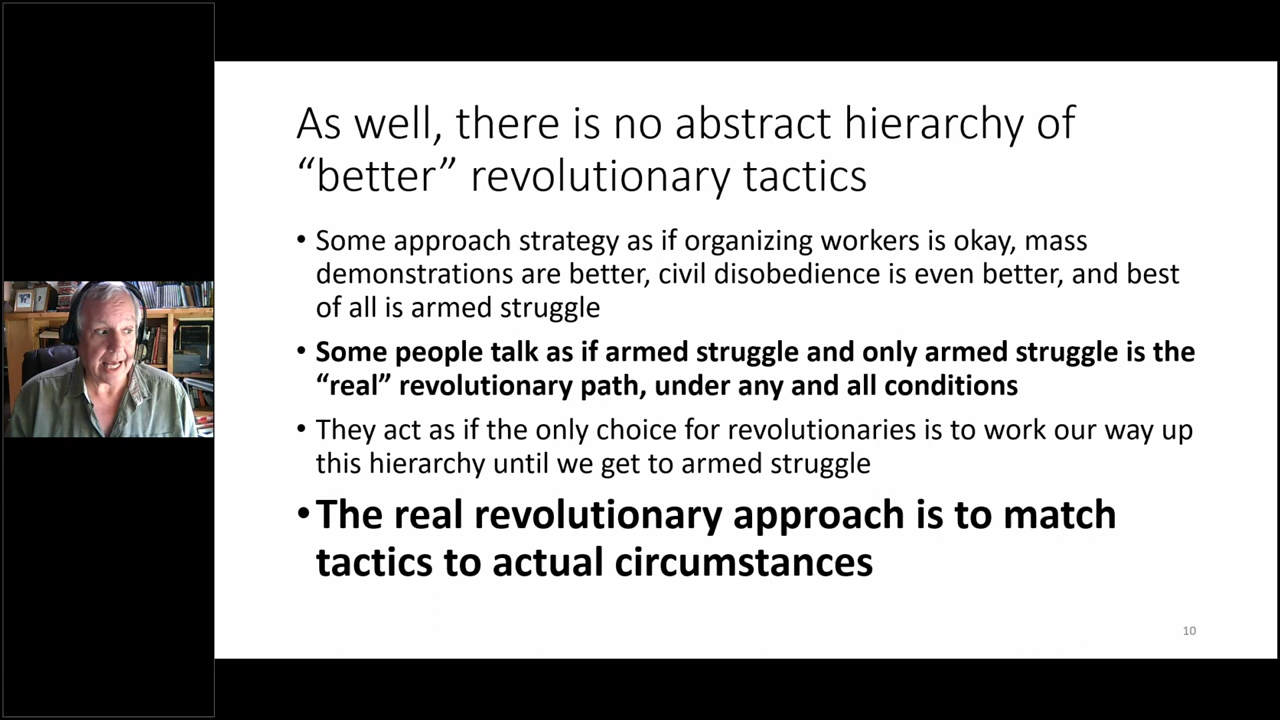 As well, there is no abstract hierarchy of
“better” revolutionary tactics
• Some approach strategy as if organizing workers is okay, mass
demonstrations are better, civil disobedience is even better, and best
of all is armed struggle
• Some people talk as if armed struggle and only armed struggle is the
“real” revolutionary path, under any and all conditions
• They act as if the only choice for revolutionaries is to work our way up
this hierarchy until we get to armed struggle
• The real revolutionary approach is to match
tactics to actual circumstances
10